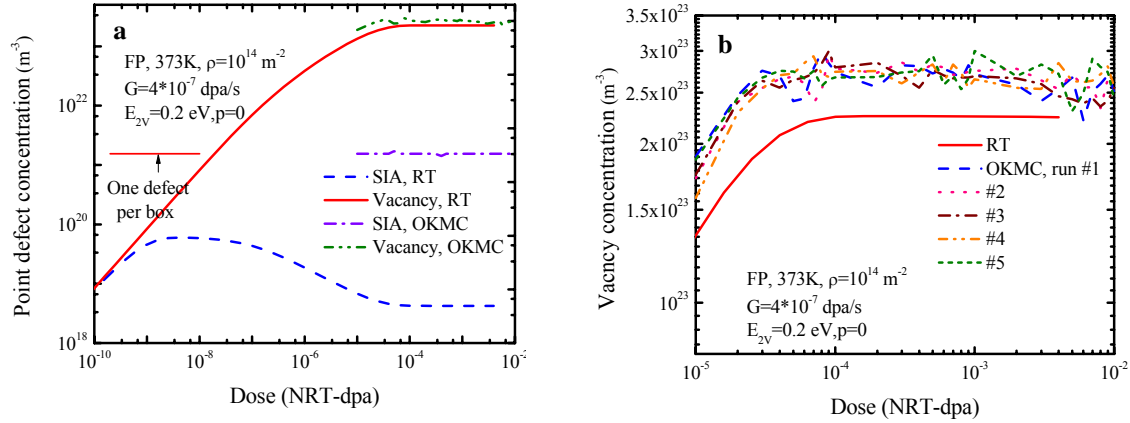 a
FP, 373K, ρ=10^14 m^-2
G=4*10^-7 dpa/s
E_2V=0.2 eV,p=0
One defect
per box
SIA, RT
Vacancy, RT
SIA, OKMC
Vacancy, OKMC
Point defect concentration (m^-3)
10^22
10^20
10^18
10^-10
10^-8
10^-6
10^-4
10^-2
Dose (NRT-dpa)
b
Vacncy concentration (m^-3)
3x10^23
2.5x10^23
2x10^23
1.5x10^23
10^23
RT
OKMC, run #1
#2
#3
#4
#5
FP, 373K, ρ=10^14 m^-2
G=4*10^-7 dpa/s
E_2V=0.2 eV,p=0
10^-5
10^-4
10^-3
10^-2
Dose (NRT-dpa)